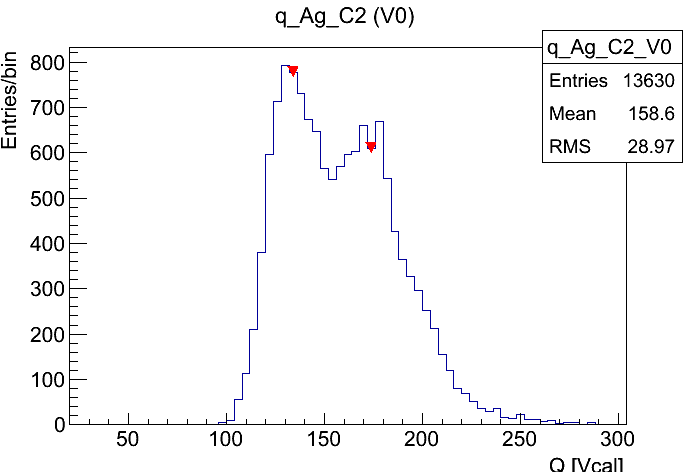 q_Ag_C2 (V0)
q_Ag_C2_V0
Entries 13630
Mean 158.6
RMS 28.97
Entries/bin
800
700
600
500
400
300
200
100
0
50 100 150 200 250 300
Q [Vcal]